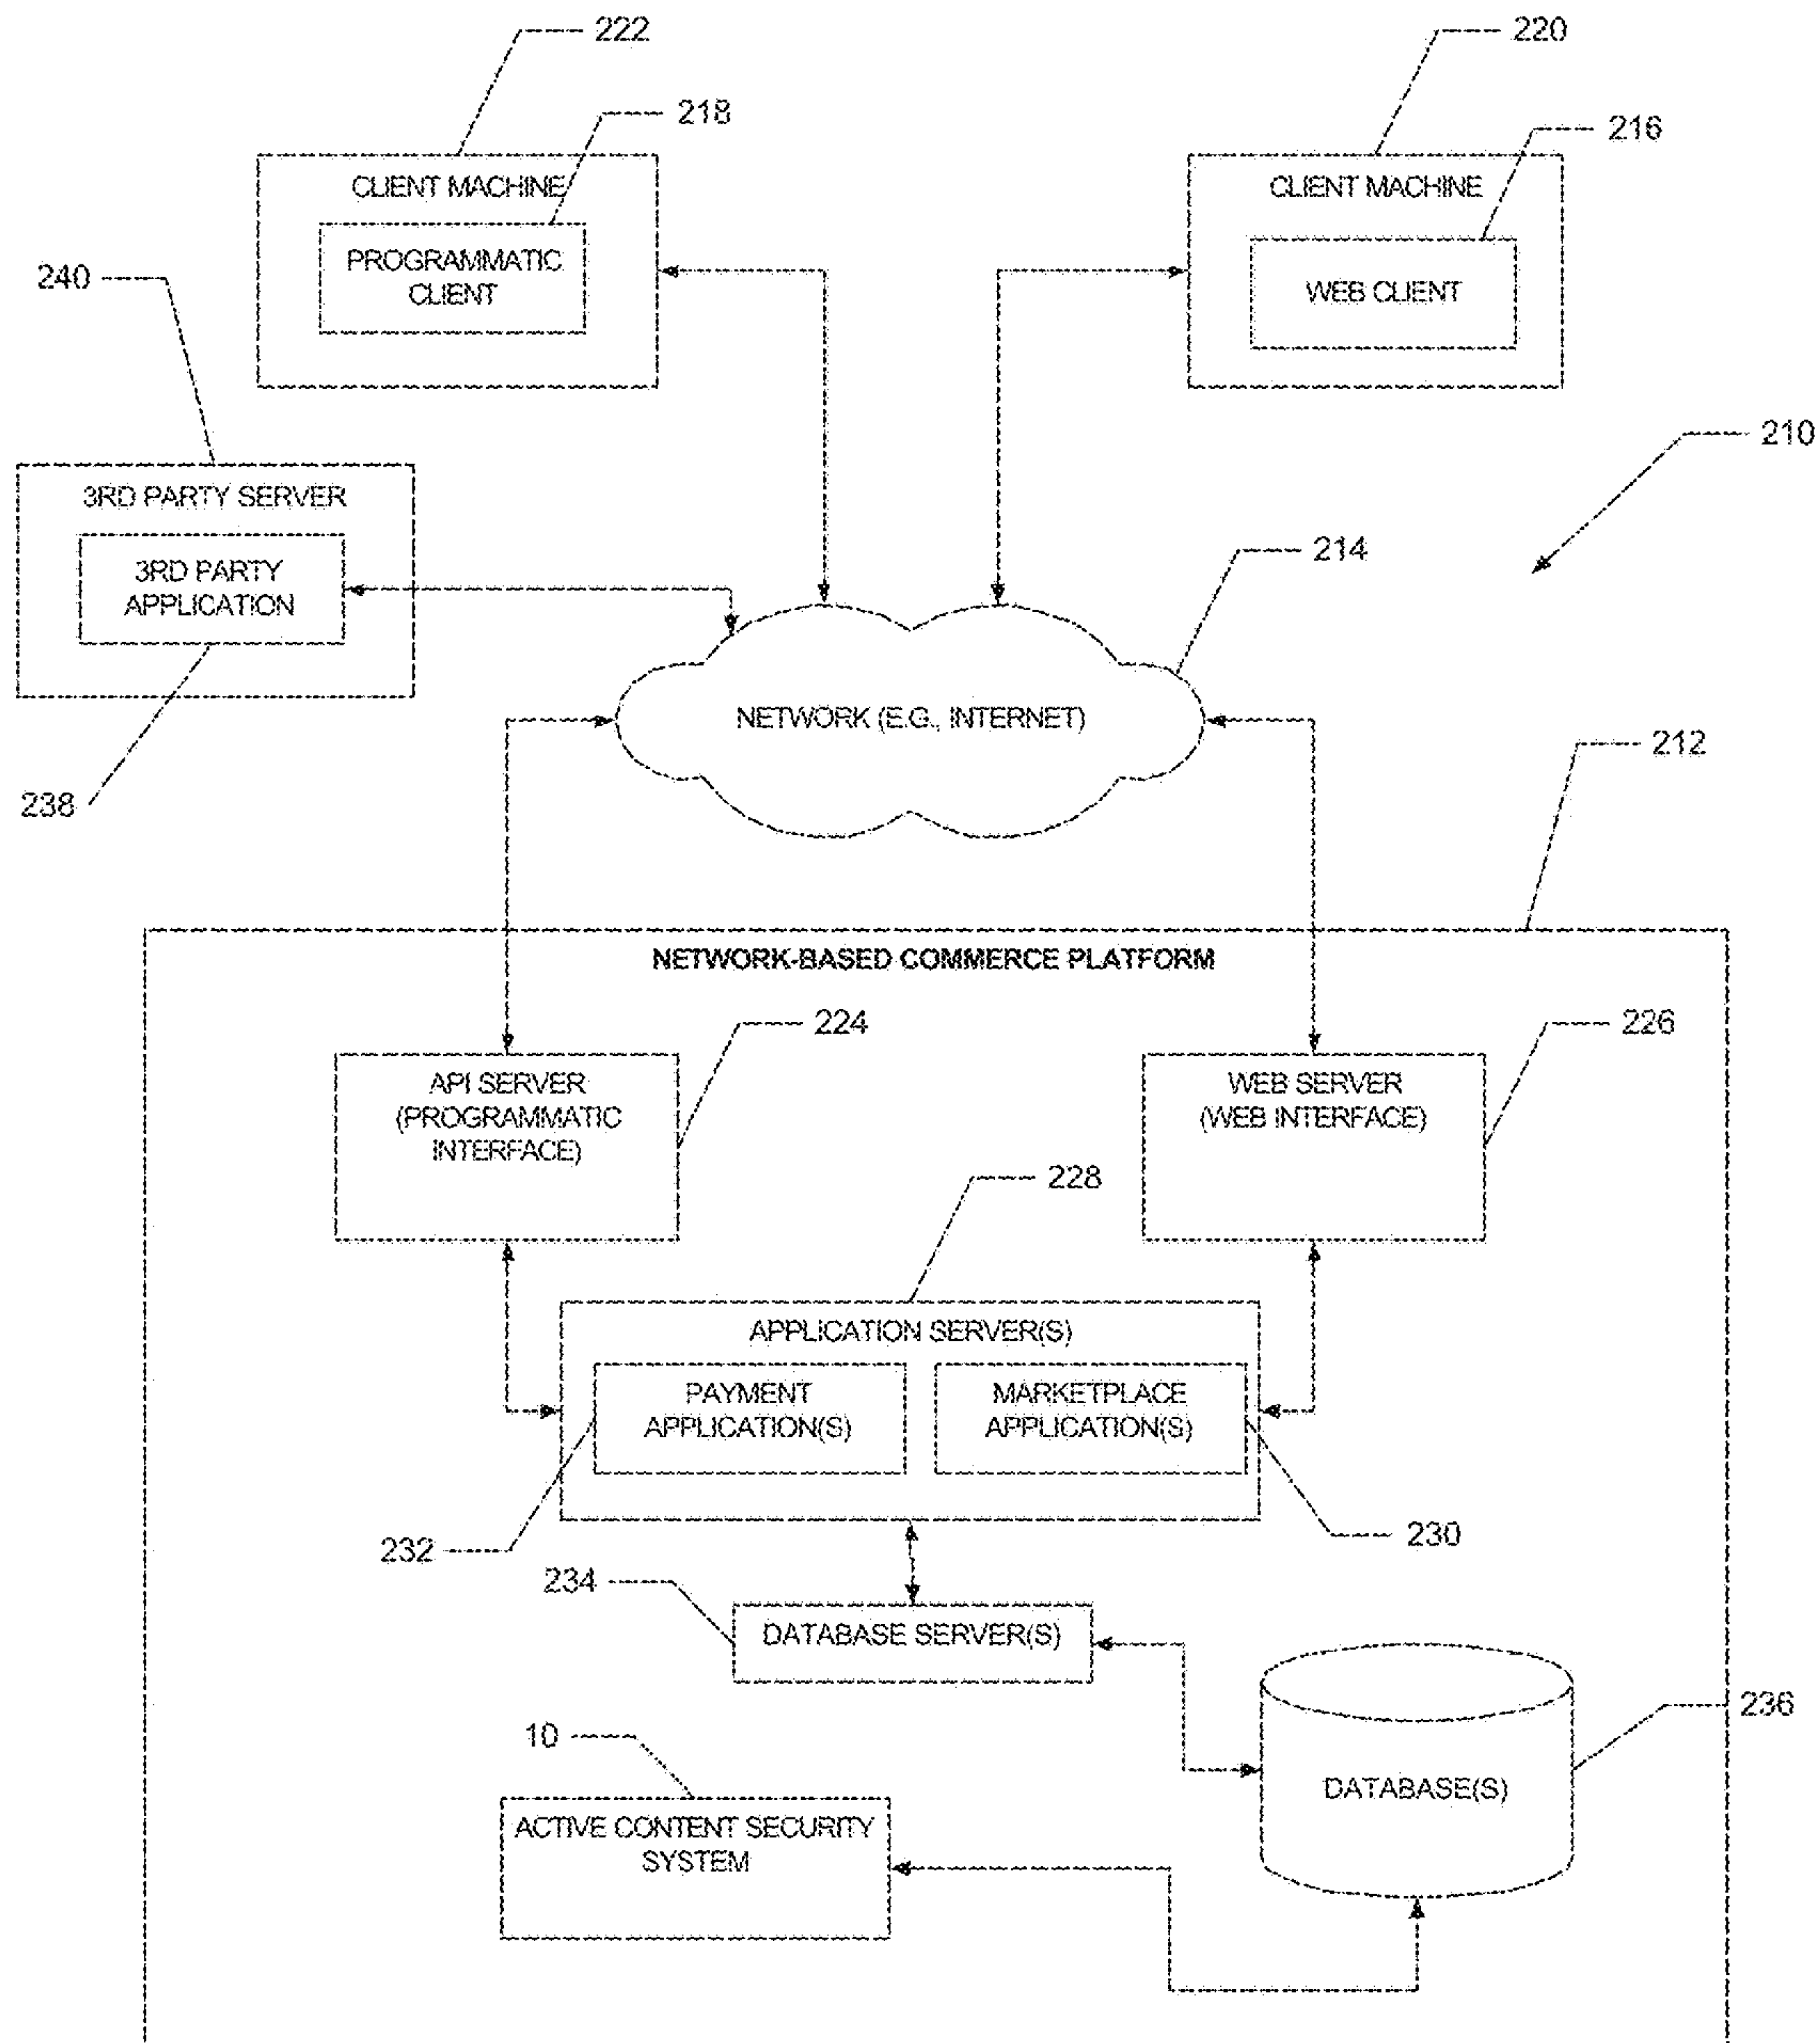 222
220
218
216
CLIENT MACHINE
CLIENT MACHINE
PROGRAMMATIC
CLIENT
WEB CLIENT
240
210
3RD PARTY SERVER
3RD PARTY
APPLICATION
214
238
NETWORK (E.G., INTERNET)
212
NETWORK-BASED COMMERCE PLATFORM
224
226
API SERVER
(PROGRAMMATIC
INTERFACE)
WEB SERVER
(WEB INTERFACE)
228
APPLICATION SERVER(S)
PAYMENT
APPLICATION(S)
MARKETPLACE
APPLICATION(S)
232
230
234
DATABASE SERVER(S)
236
10
DATABASE(S)
ACTIVE CONTENT SECURITY
SYSTEM